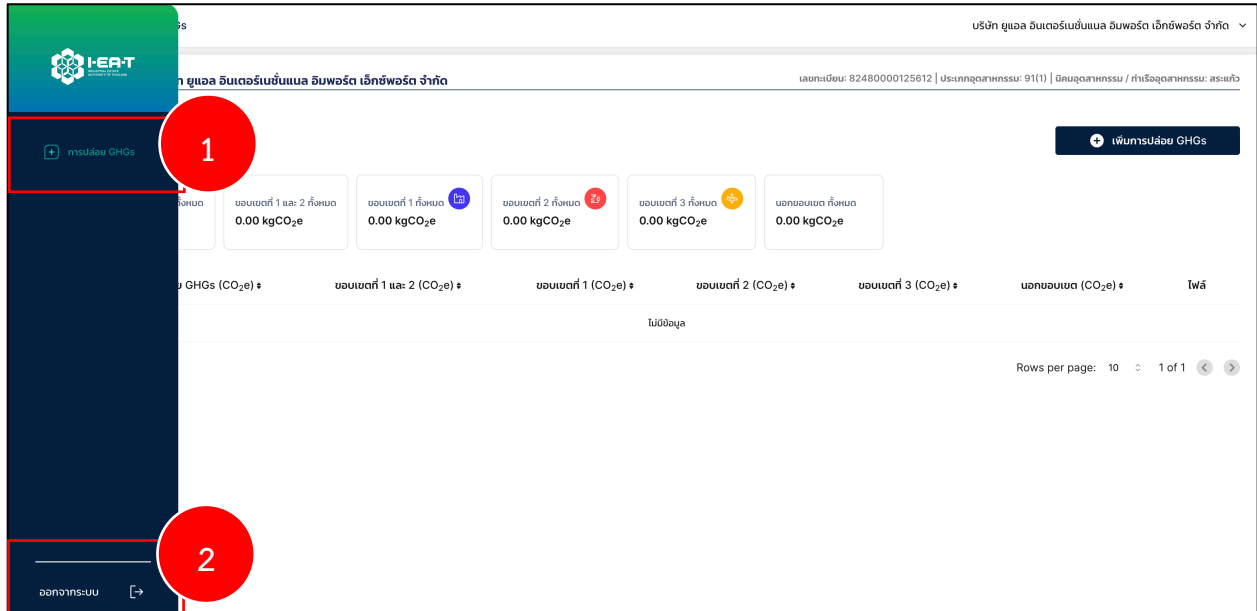 Gs
บริษัท ยูแอล อินเตอร์เนชั่นแนล อิมพอร์ต เอ็กซ์พอร์ต จำกัด
I-EA-T
INDUSTRIAL ESTATE
AUTHORITY OF THAILAND
ท ยูแอล อินเตอร์เนชั่นแนล อิมพอร์ต เอ็กซ์พอร์ต จำกัด
เลขทะเบียน: 82480000125612 | ประเภทอุตสาหกรรม: 91(1) | นิคมอุตสาหกรรม / ท่าเรืออุตสาหกรรม: สระแก้ว
1
การปล่อย GHGs
เพิ่มการปล่อย GHGs
ทั้งหมด
ขอบเขตที่ 1 และ 2 ทั้งหมด
0.00 kgCO₂e
ขอบเขตที่ 1 ทั้งหมด
0.00 kgCO₂e
ขอบเขตที่ 2 ทั้งหมด
0.00 kgCO₂e
ขอบเขตที่ 3 ทั้งหมด
0.00 kgCO₂e
นอกขอบเขต ทั้งหมด
0.00 kgCO₂e
ย GHGs (CO₂e) ขอบเขตที่ 1 และ 2 (CO₂e) ขอบเขตที่ 1 (CO₂e) ขอบเขตที่ 2 (CO₂e) ขอบเขตที่ 3 (CO₂e) นอกขอบเขต (CO₂e) ไฟล์
ไม่มีข้อมูล
Rows per page: 10 1 of 1
2
ออกจากระบบ